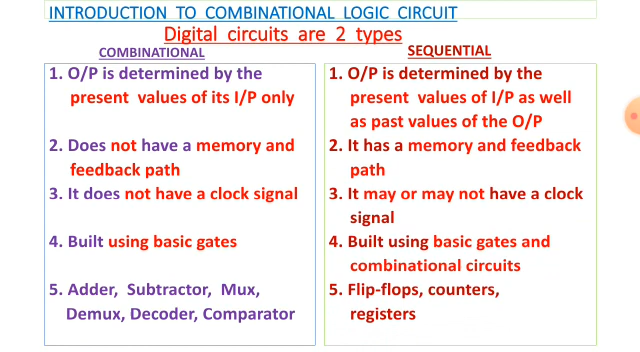 INTRODUCTION TO COMBINATIONAL LOGIC CIRCUIT
Digital circuits are 2 types
COMBINATIONAL
1. O/P is determined by the
present values of its I/P only
2. Does not have a memory and
feedback path
3. It does not have a clock signal
4. Built using basic gates
5. Adder, Subtractor, Mux,
Demux, Decoder, Comparator
SEQUENTIAL
1. O/P is determined by the
present values of I/P as well
as past values of the O/P
2. It has a memory and feedback
path
3. It may or may not have a clock
signal
4. Built using basic gates and
combinational circuits
5. Flip-flops, counters,
registers